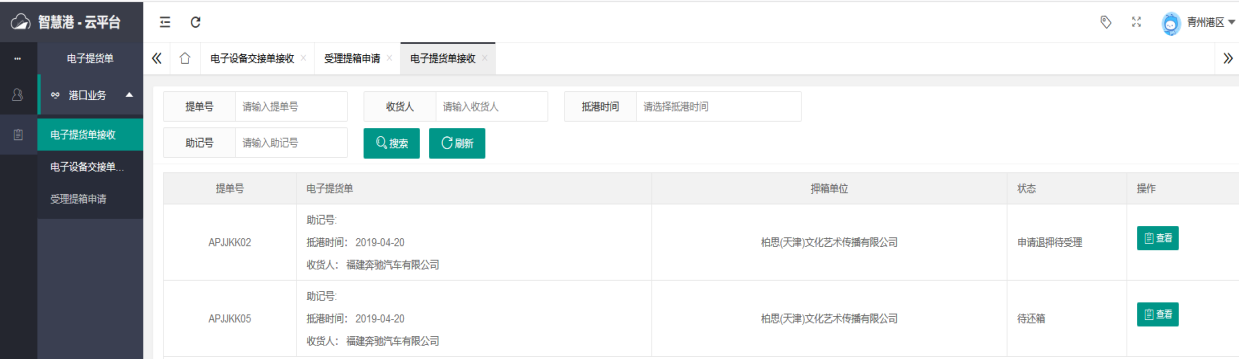 智慧港 - 云平台
青州港区
电子提货单
电子设备交接单接收
受理提箱申请
电子提货单接收
港口业务
电子提货单接收
电子设备交接单...
受理提箱申请
提单号 请输入提单号 收货人 请输入收货人 抵港时间 请选择抵港时间
助记号 请输入助记号 搜索 刷新
提单号 电子提货单 押箱单位 状态 操作
助记号:
APJJKK02 抵港时间： 2019-04-20 柏思(天津)文化艺术传播有限公司 申请退押待受理 查看
收货人： 福建奔驰汽车有限公司
助记号:
APJJKK05 抵港时间： 2019-04-20 柏思(天津)文化艺术传播有限公司 待还箱 查看
收货人： 福建奔驰汽车有限公司